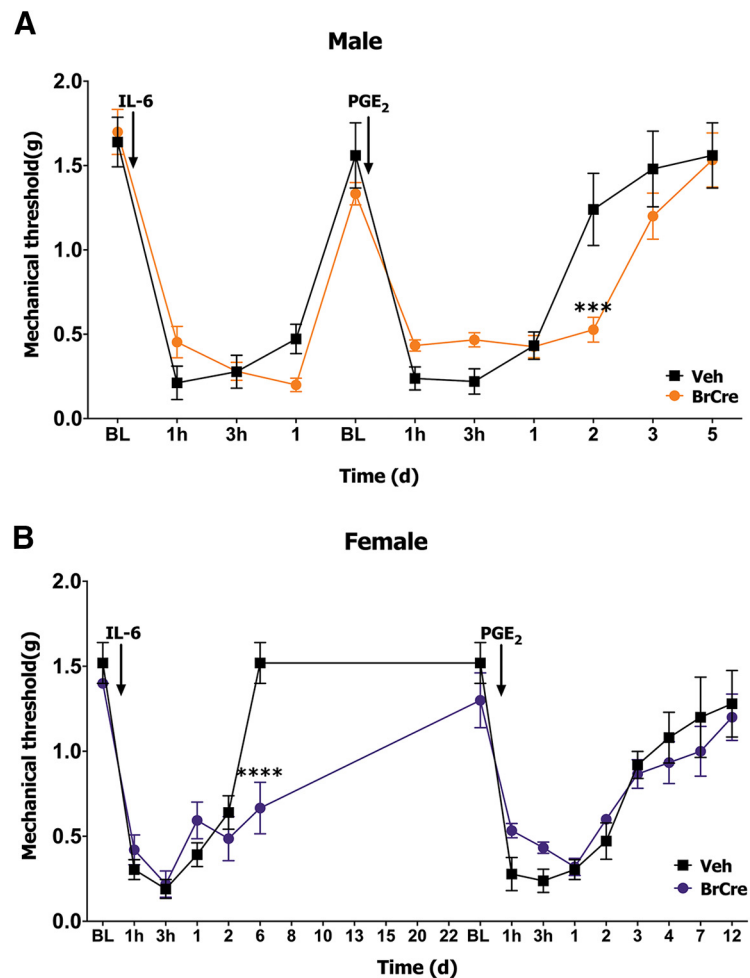 A
Male
Mechanical threshold(g)
2.0
1.5
1.0
0.5
0.0
IL-6
PGE₂
***
Veh
BrCre
BL 1h 3h 1 BL 1h 3h 1 2 3 5
Time (d)
B
Female
Mechanical threshold(g)
2.0
1.5
1.0
0.5
0.0
IL-6
PGE₂
****
Veh
BrCre
BL 1h 3h 1 2 6 8 10 13 15 20 22 BL 1h 3h 1 2 3 4 7 12
Time (d)